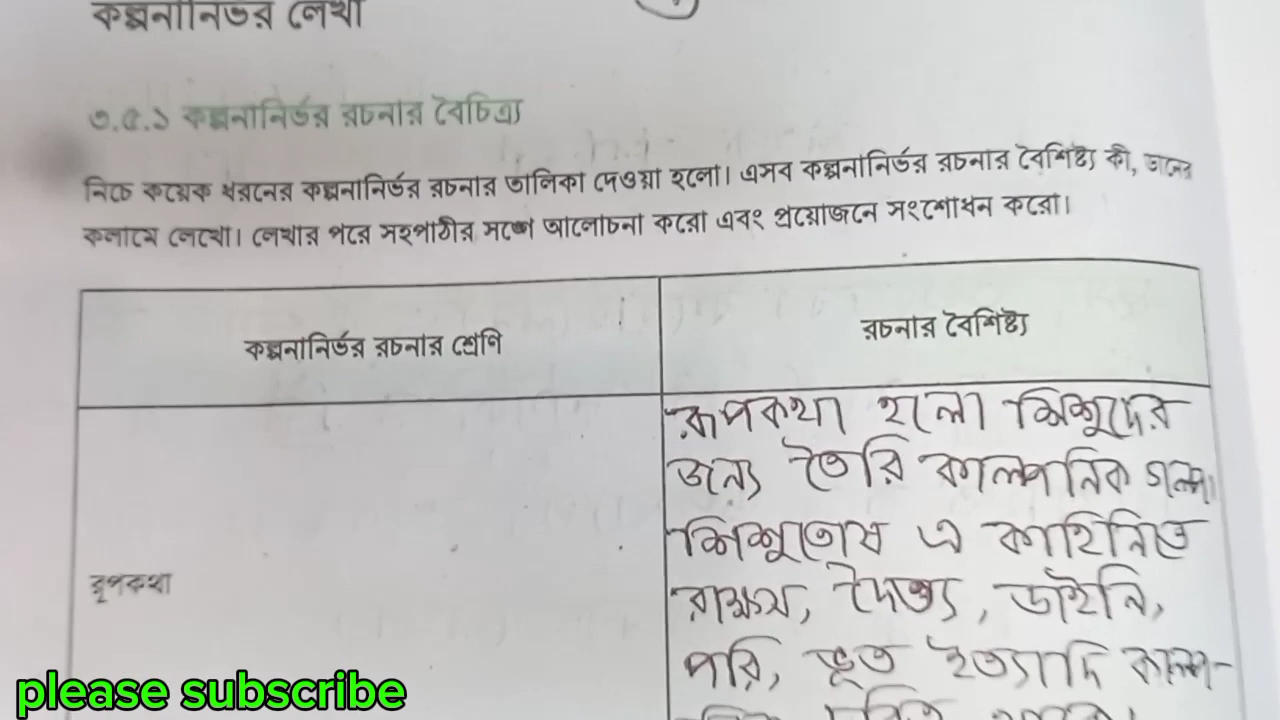 কল্পনানির্ভর লেখা
৩.৫.১ কল্পনানির্ভর রচনার বৈচিত্র্য
নিচে কয়েক ধরনের কল্পনানির্ভর রচনার তালিকা দেওয়া হলো। এসব কল্পনানির্ভর রচনার বৈশিষ্ট্য কী, ডানের
কলামে লেখো। লেখার পরে সহপাঠীর সঙ্গে আলোচনা করো এবং প্রয়োজনে সংশোধন করো।
কল্পনানির্ভর রচনার শ্রেণি
রচনার বৈশিষ্ট্য
রূপকথা
রূপকথা হলো শিশুদের
জন্য তৈরি কাল্পনিক গল্প।
শিশুতোষ এ কাহিনিতে
রাক্ষস, দৈত্য, ডাইনি,
পরি, ভূত ইত্যাদি কাল্প-
please subscribe